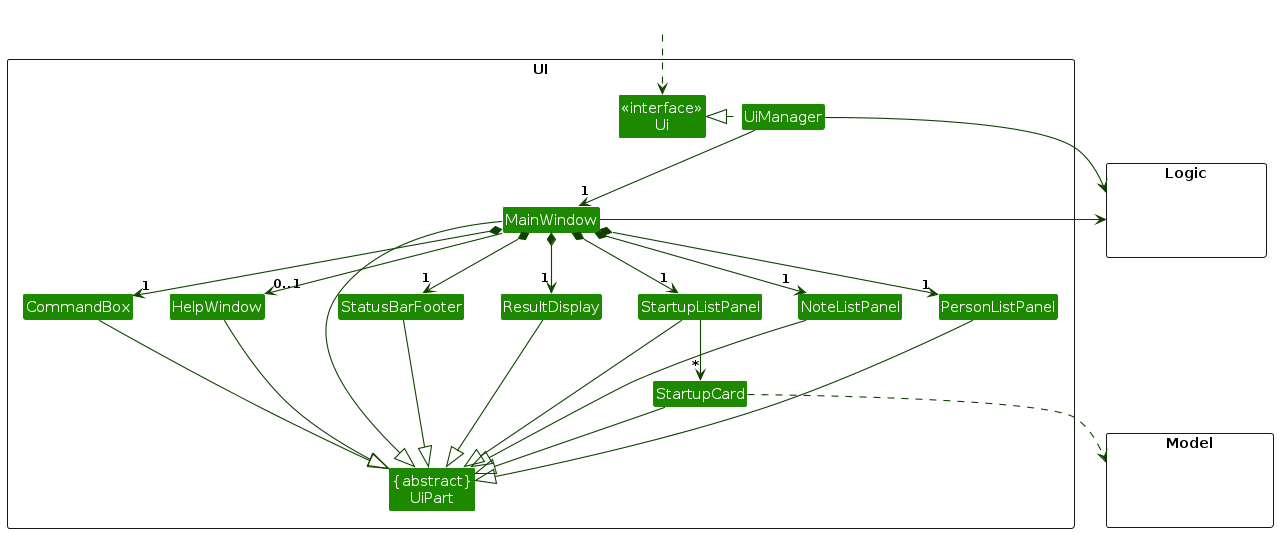 UI
«interface»
Ui
UiManager
Logic
1
MainWindow
1
0..1
1
1
1
1
1
CommandBox
HelpWindow
StatusBarFooter
ResultDisplay
StartupListPanel
NoteListPanel
PersonListPanel
*
StartupCard
Model
{abstract}
UiPart